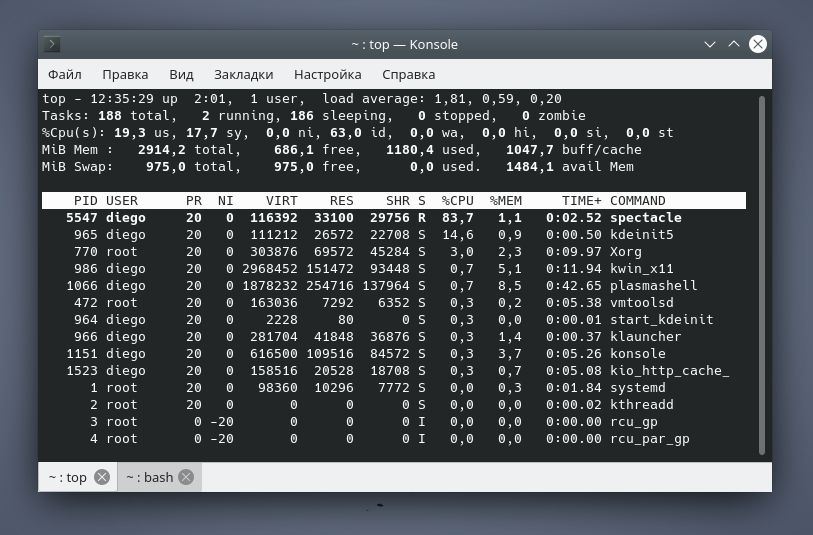 ~ : top — Konsole
Файл Правка Вид Закладки Настройка Справка
top - 12:35:29 up  2:01,  1 user,  load average: 1,81, 0,59, 0,20
Tasks: 188 total,   2 running, 186 sleeping,   0 stopped,   0 zombie
%Cpu(s): 19,3 us, 17,7 sy,  0,0 ni, 63,0 id,  0,0 wa,  0,0 hi,  0,0 si,  0,0 st
MiB Mem :   2914,2 total,    686,1 free,   1180,4 used,   1047,7 buff/cache
MiB Swap:    975,0 total,    975,0 free,      0,0 used.   1484,1 avail Mem
PID USER      PR  NI    VIRT    RES    SHR S  %CPU  %MEM     TIME+ COMMAND
5547 diego     20   0  116392  33100  29756 R  83,7   1,1   0:02.52 spectacle
965 diego     20   0  111212  26572  22708 S  14,6   0,9   0:00.50 kdeinit5
770 root      20   0  303876  69572  45284 S   3,0   2,3   0:09.97 Xorg
986 diego     20   0 2968452 151472  93448 S   0,7   5,1   0:11.94 kwin_x11
1066 diego     20   0 1878232 254716 137964 S   0,7   8,5   0:42.65 plasmashell
472 root      20   0  163036   7292   6352 S   0,3   0,2   0:05.38 vmtoolsd
964 diego     20   0    2228     80      0 S   0,3   0,0   0:00.01 start_kdeinit
966 diego     20   0  281704  41848  36876 S   0,3   1,4   0:00.37 klauncher
1151 diego     20   0  616500 109516  84572 S   0,3   3,7   0:05.26 konsole
1523 diego     20   0  158516  20528  18708 S   0,3   0,7   0:05.08 kio_http_cache_
1 root      20   0   98360  10296   7772 S   0,0   0,3   0:01.84 systemd
2 root      20   0       0      0      0 S   0,0   0,0   0:00.02 kthreadd
3 root       0 -20       0      0      0 I   0,0   0,0   0:00.00 rcu_gp
4 root       0 -20       0      0      0 I   0,0   0,0   0:00.00 rcu_par_gp
~ : top ~ : bash